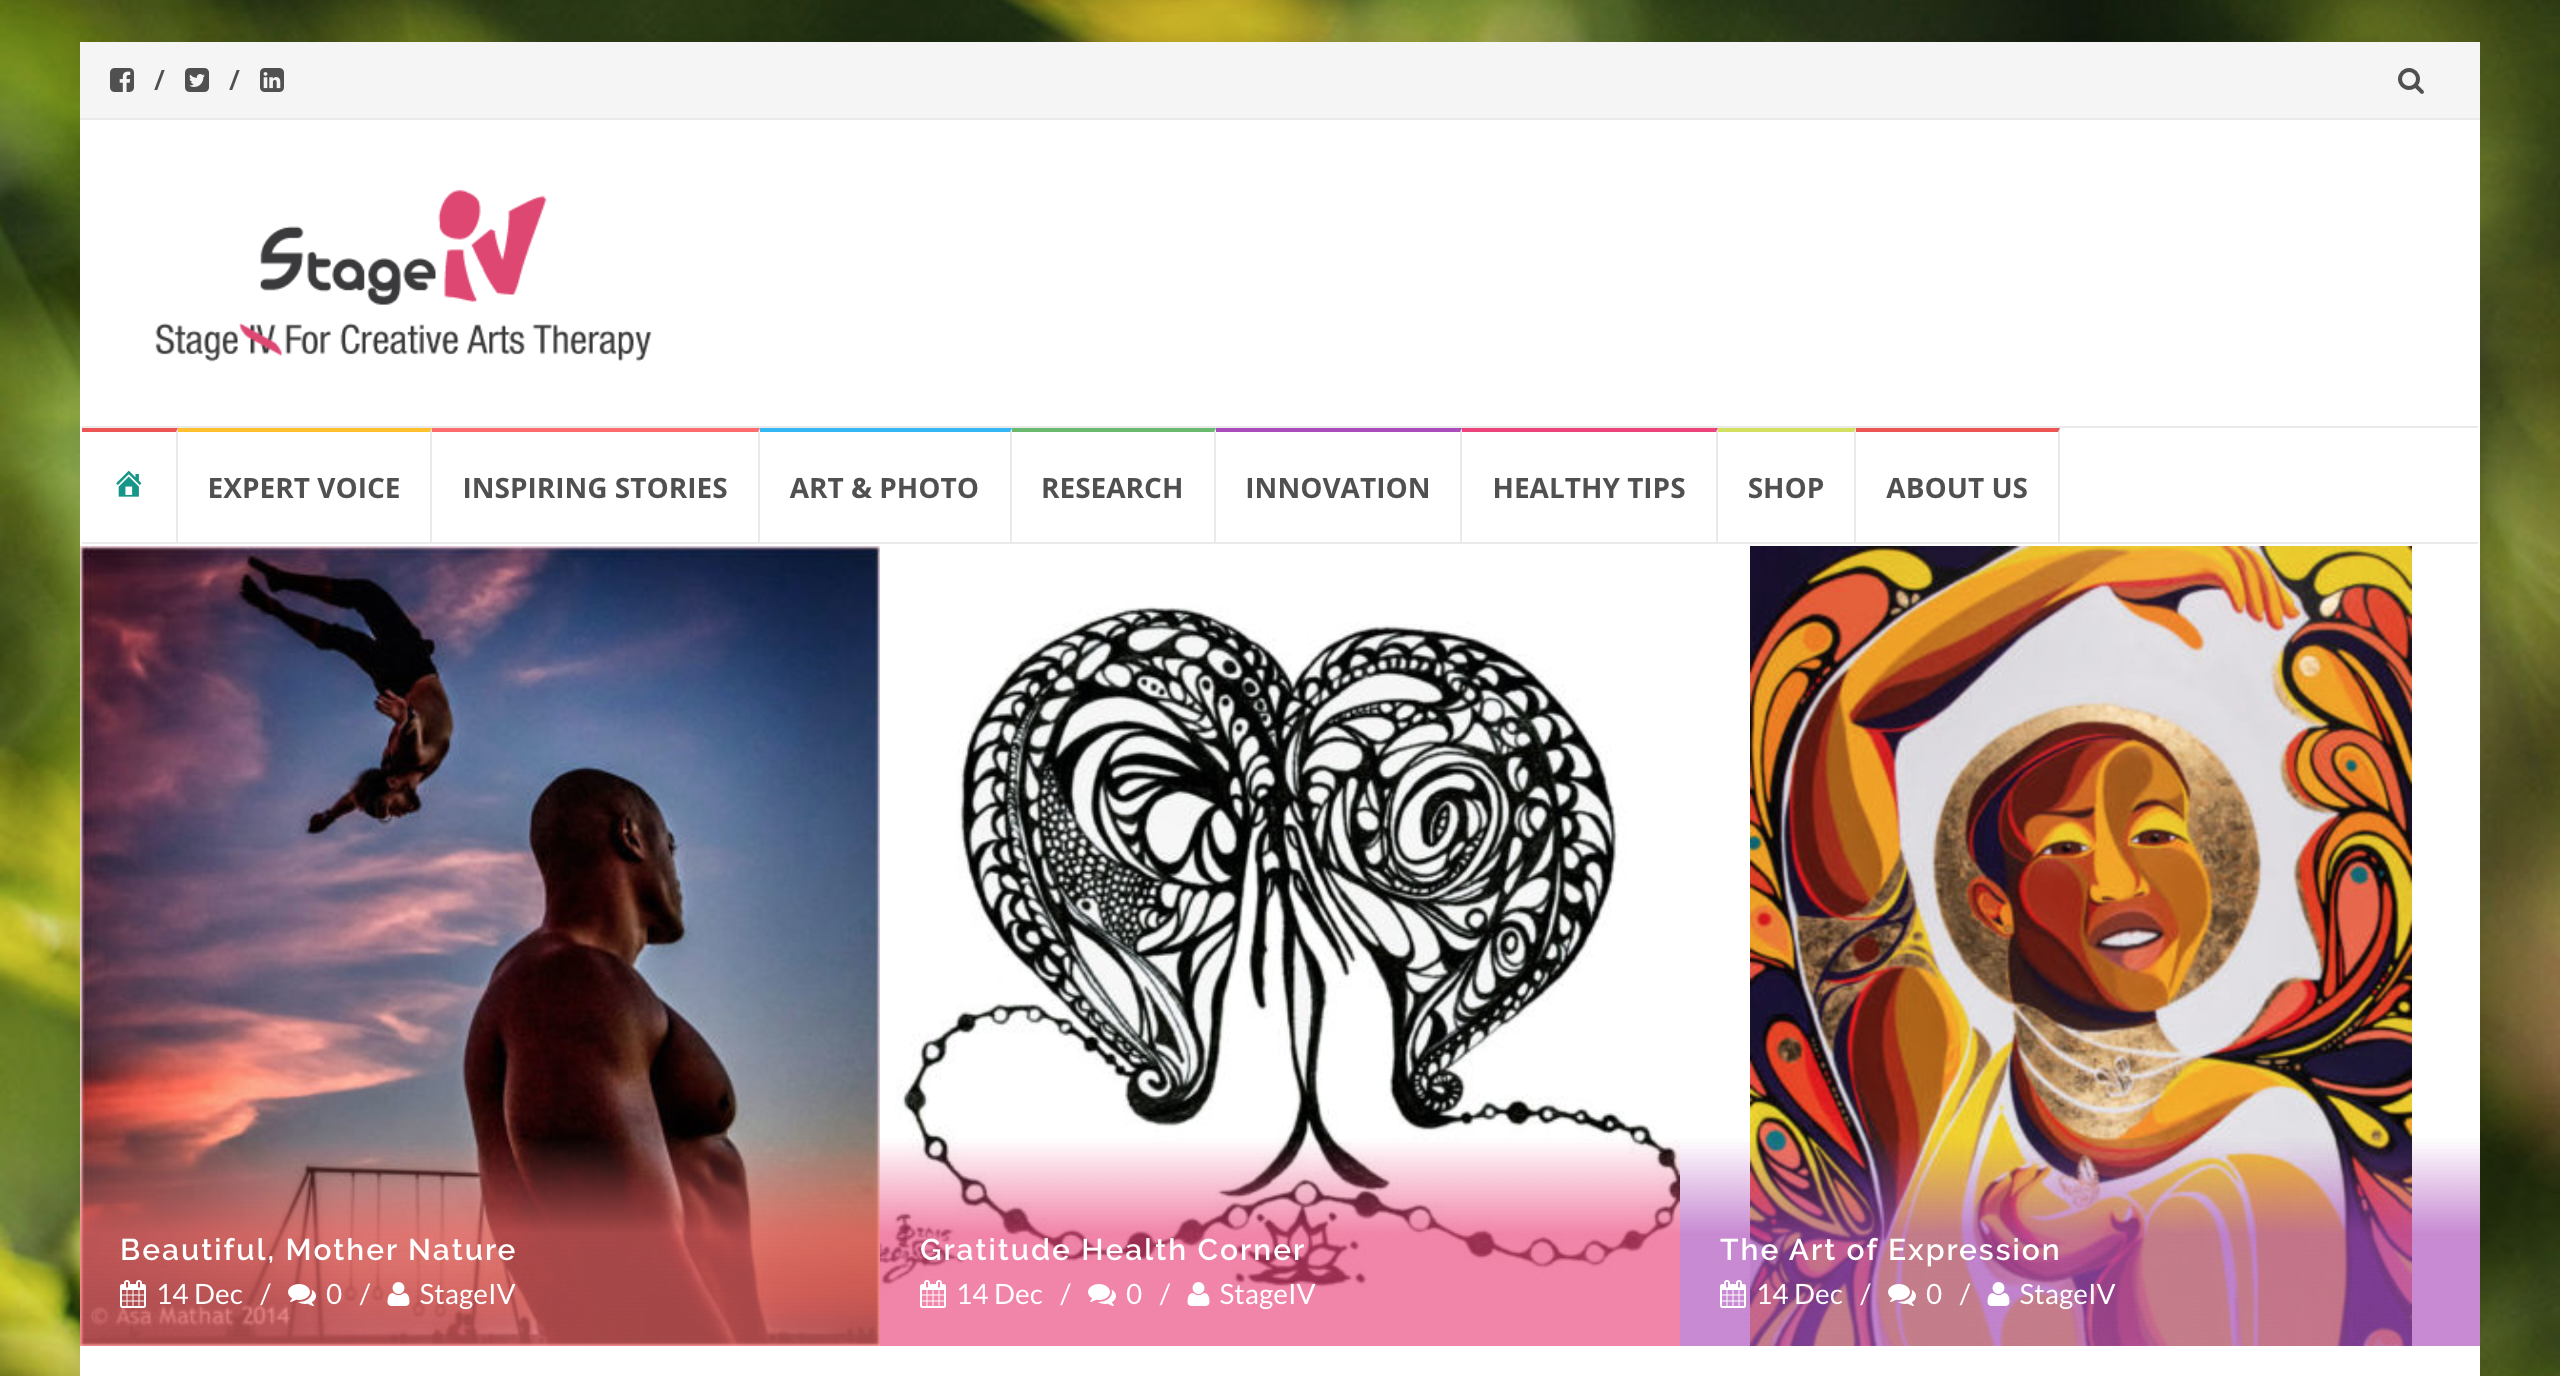 / /
Stage iV
Stage IV For Creative Arts Therapy
EXPERT VOICE
INSPIRING STORIES
ART & PHOTO
RESEARCH
INNOVATION
HEALTHY TIPS
SHOP
ABOUT US
Beautiful, Mother Nature
14 Dec / 0 / StageIV
© Asa Mathat 2014
Gratitude Health Corner
14 Dec / 0 / StageIV
The Art of Expression
14 Dec / 0 / StageIV